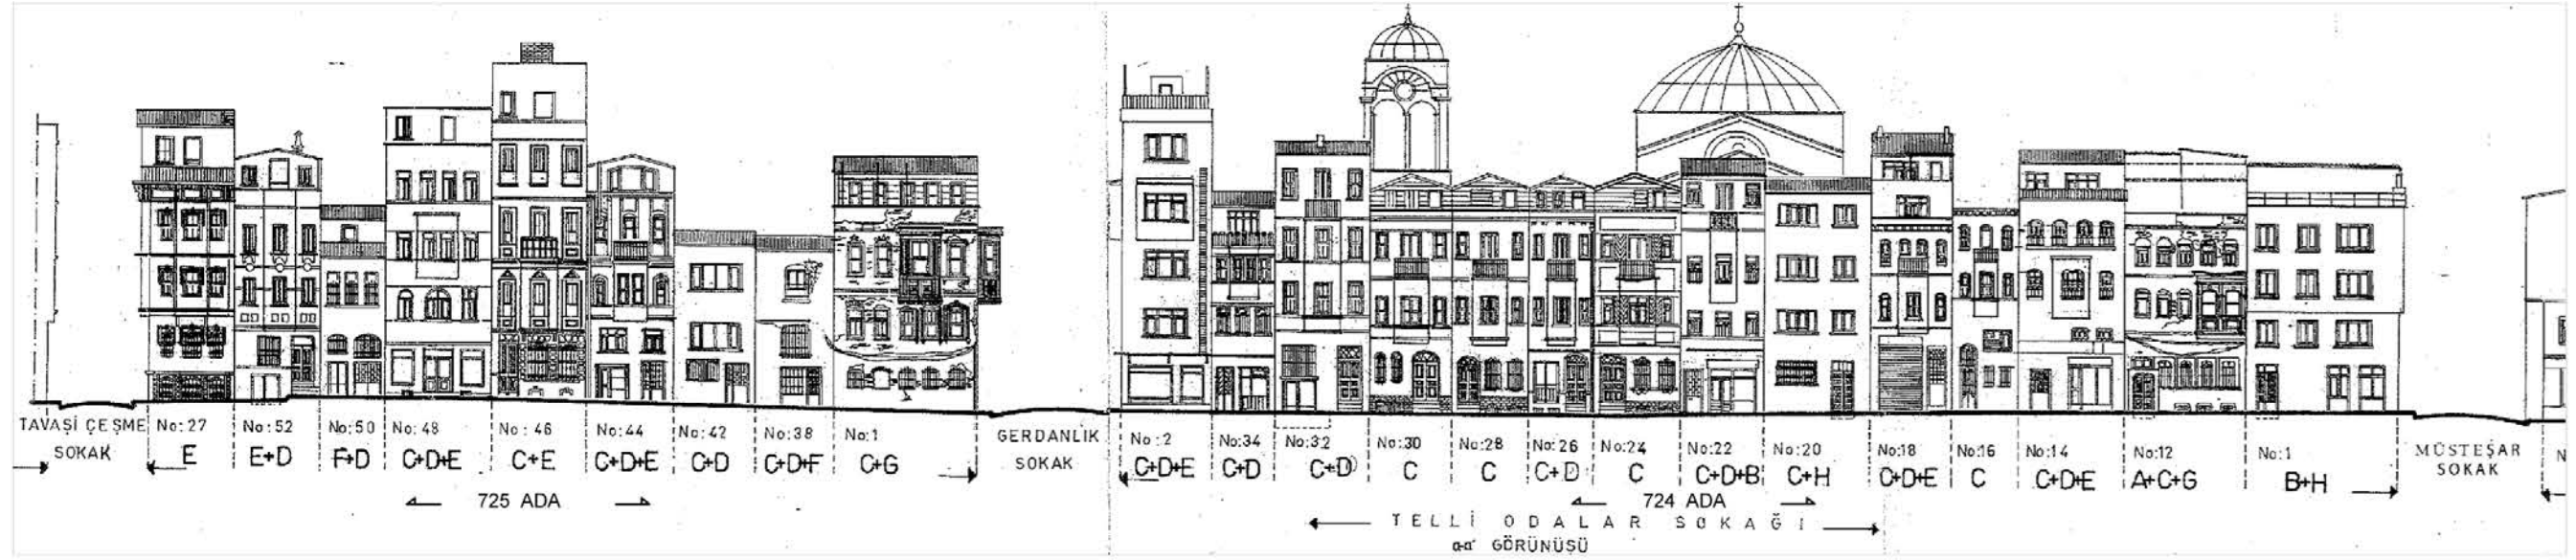 TAVAŞİ ÇEŞME
SOKAK
No:27
E
No:52
E+D
No:50
F+D
No:48
C+D+E
No:46
C+E
No:44
C+D+E
No:42
C+D
No:38
C+D+F
No:1
C+G
GERDANLIK
SOKAK
No:2
C+D+E
No:34
C+D
No:32
C+D
No:30
C
No:28
C
No:26
C+D
No:24
C
No:22
C+D+B
No:20
C+H
No:18
C+D+E
No:16
C
No:14
C+D+E
No:12
A+C+G
No:1
B+H
MÜSTEŞAR
SOKAK
N
725 ADA
724 ADA
TELLİ ODALAR SOKAĞI
a-a' GÖRÜNÜSÜ